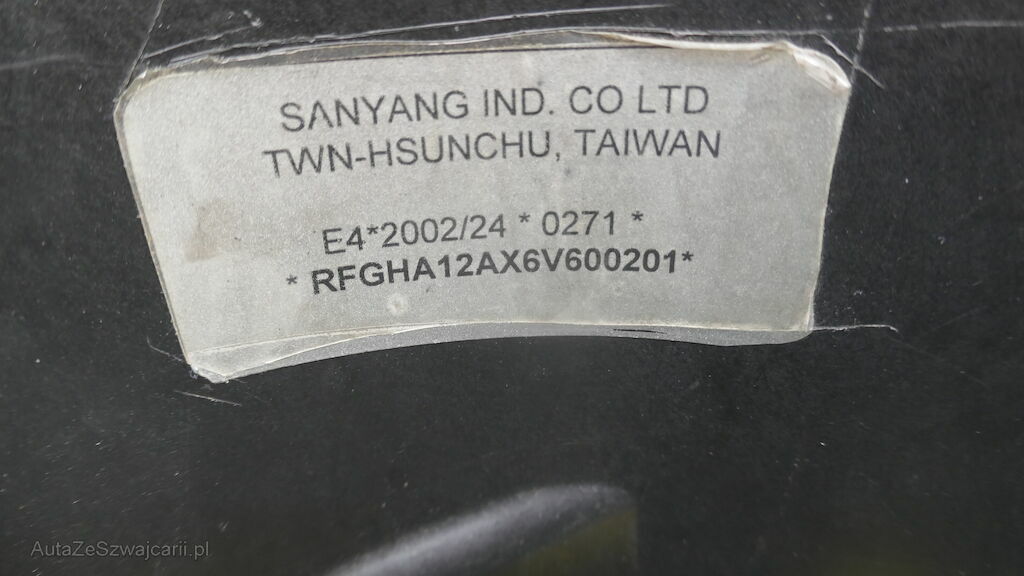 SANYANG IND. CO LTD
TWN-HSUNCHU, TAIWAN
E4*2002/24 * 0271 *
* RFGHA12AX6V600201*
AutaZeSzwajcarii.pl